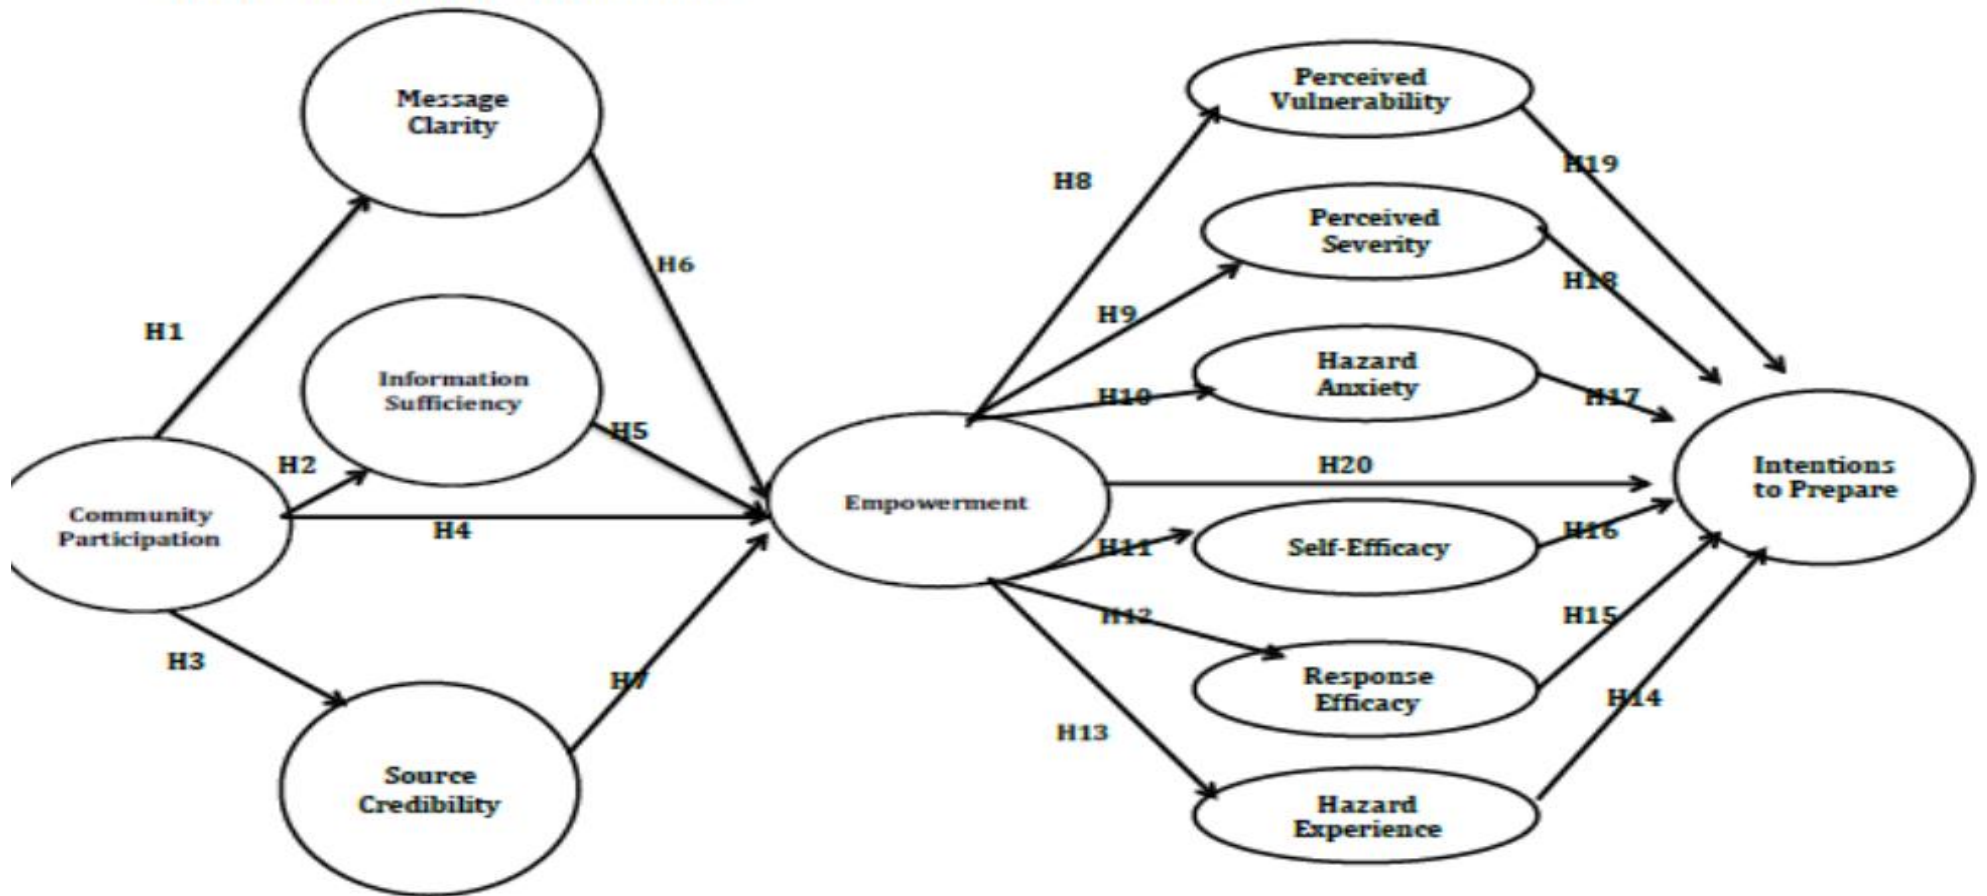 Message
Clarity
Perceived
Vulnerability
H19
H8
Perceived
Severity
H6
H18
H1
H9
Information
Sufficiency
Hazard
Anxiety
H10
H17
H5
H2
H20
Intentions
to Prepare
Community
Participation
H4
Empowerment
H11
Self-Efficacy
H16
H3
H7
H12
H15
Response
Efficacy
H14
H13
Source
Credibility
Hazard
Experience